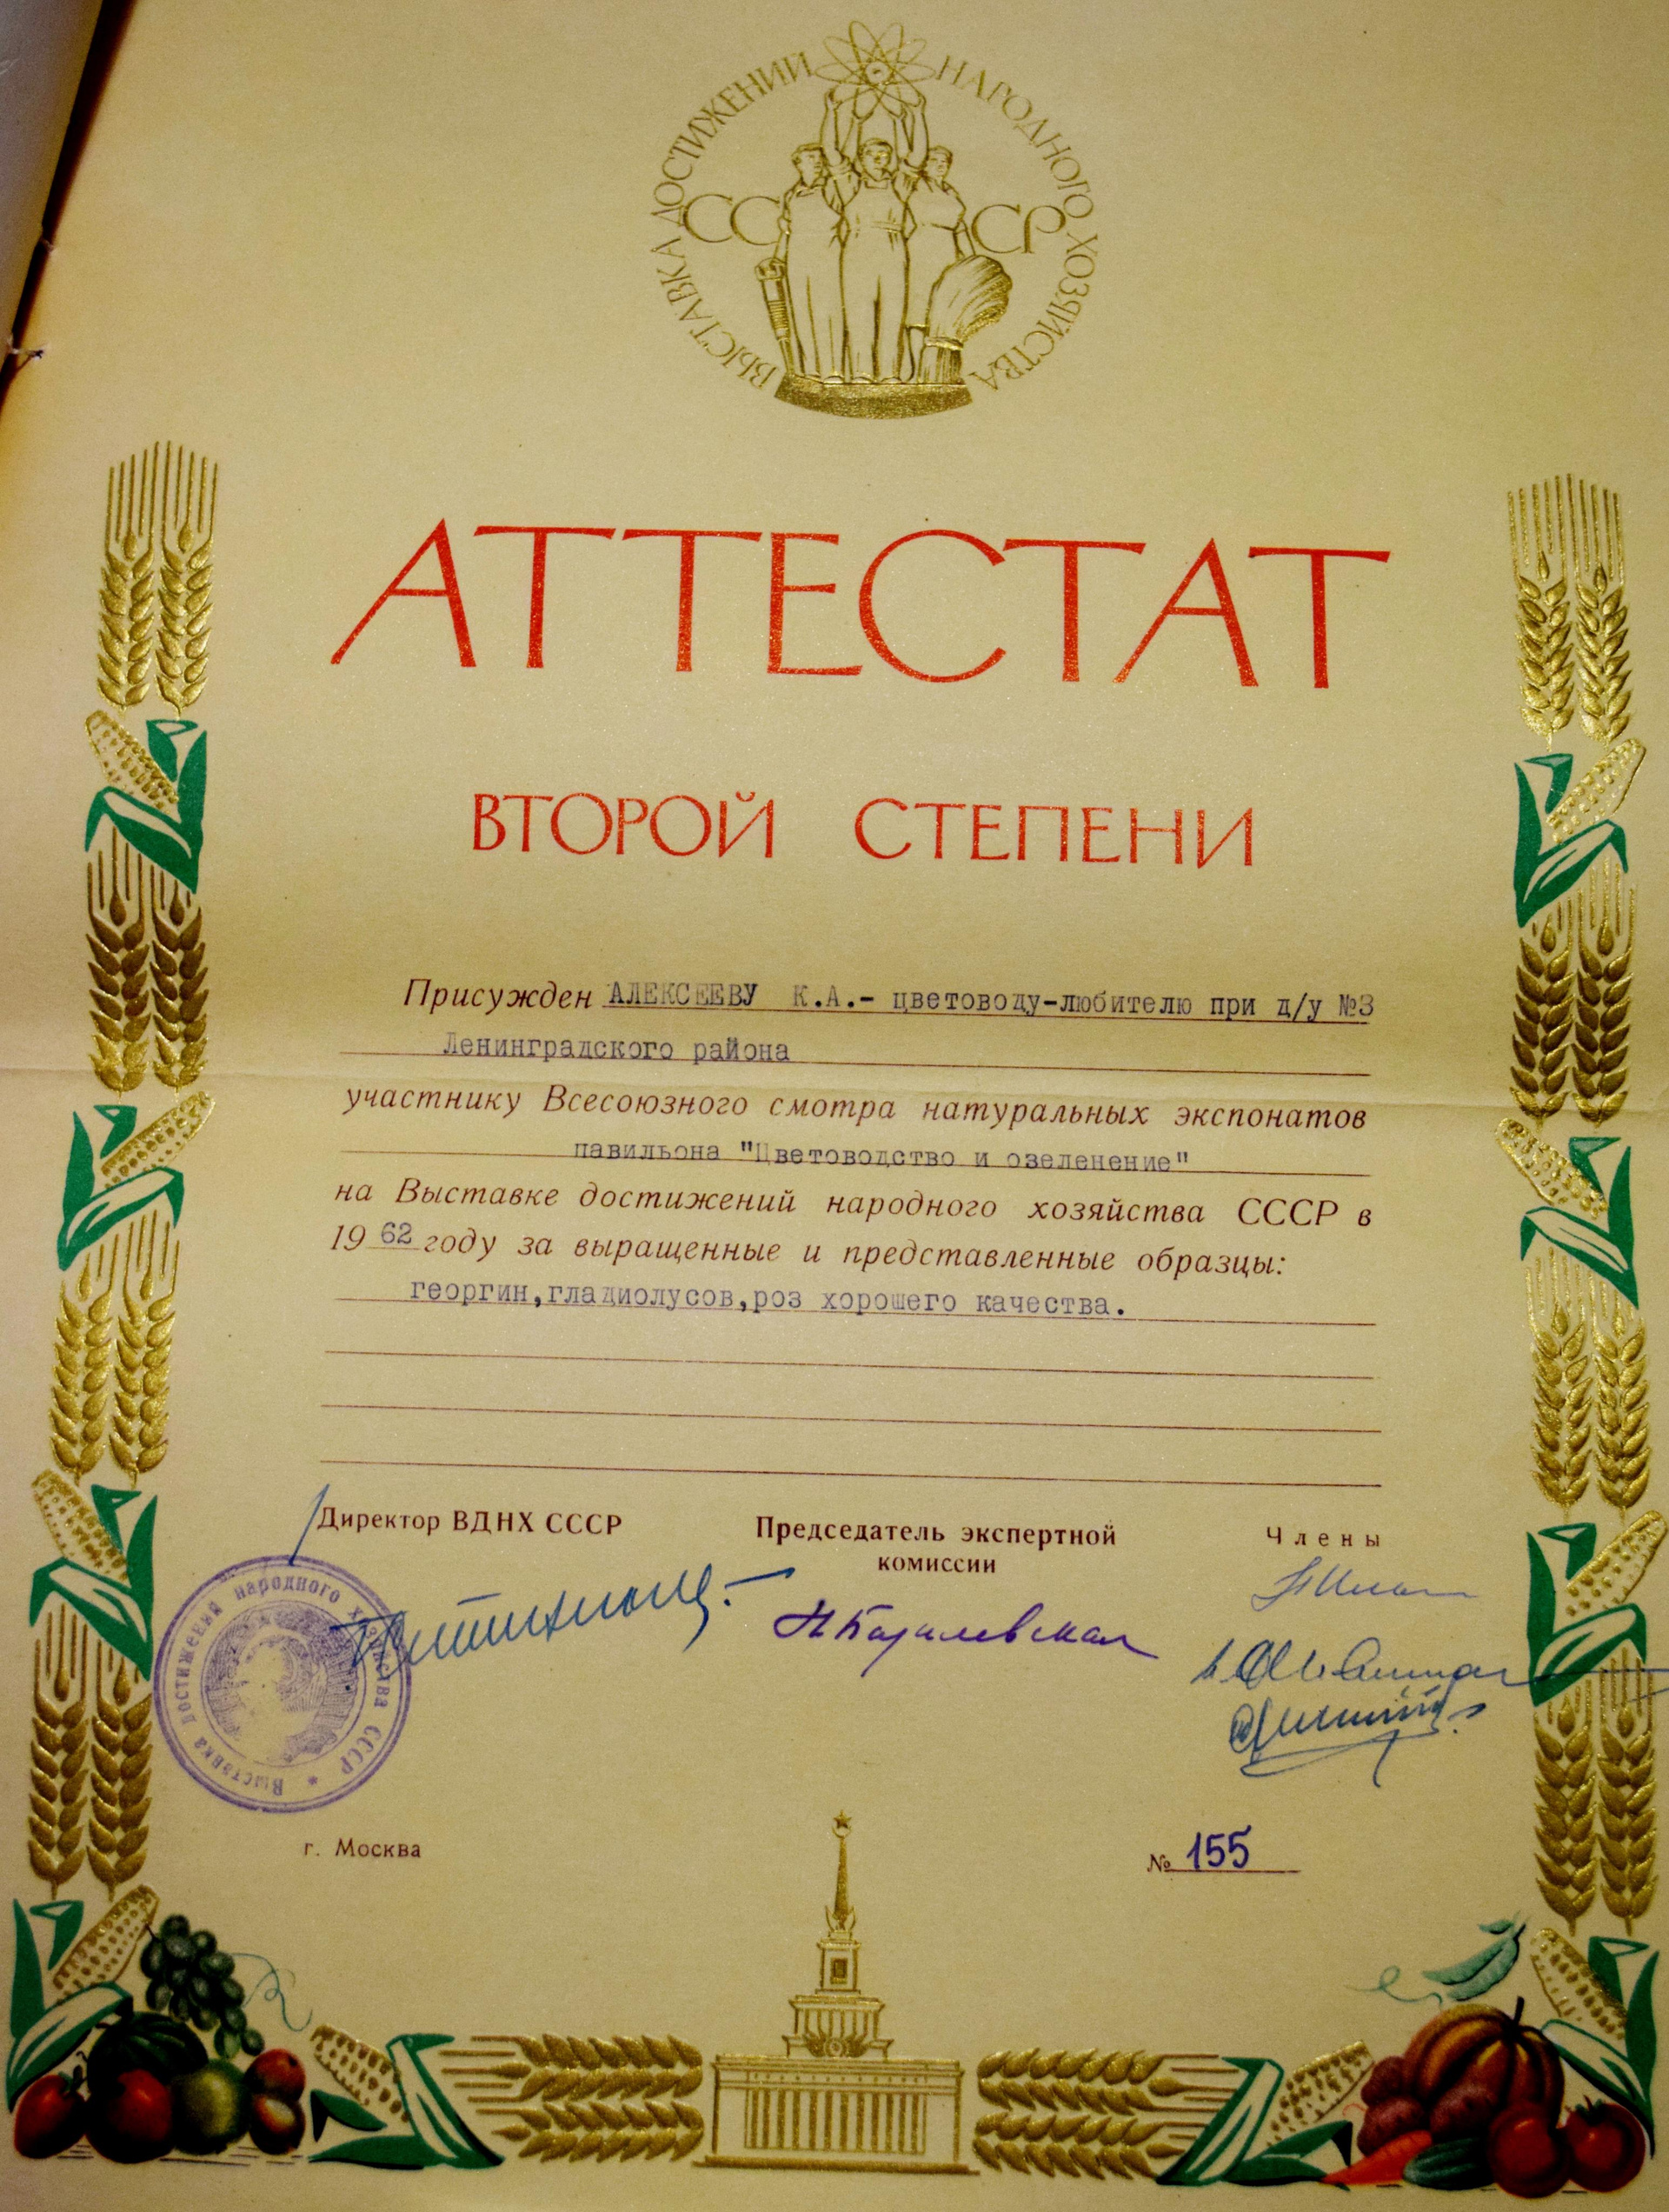 ВЫСТАВКА ДОСТИЖЕНИЙ НАРОДНОГО ХОЗЯЙСТВА
СССР
АТТЕСТАТ
ВТОРОЙ СТЕПЕНИ
Присужден АЛЕКСЕЕВУ К.А.- цветоводу-любителю при д/у №3
Ленинградского района
участнику Всесоюзного смотра натуральных экспонатов
павильона "Цветоводство и озеленение"
на Выставке достижений народного хозяйства СССР в
1962 году за выращенные и представленные образцы:
георгин,гладиолусов,роз хорошего качества.
Директор ВДНХ СССР
Председатель экспертной
комиссии
Члены
Выставка достижений народного хозяйства СССР
г. Москва
№ 155